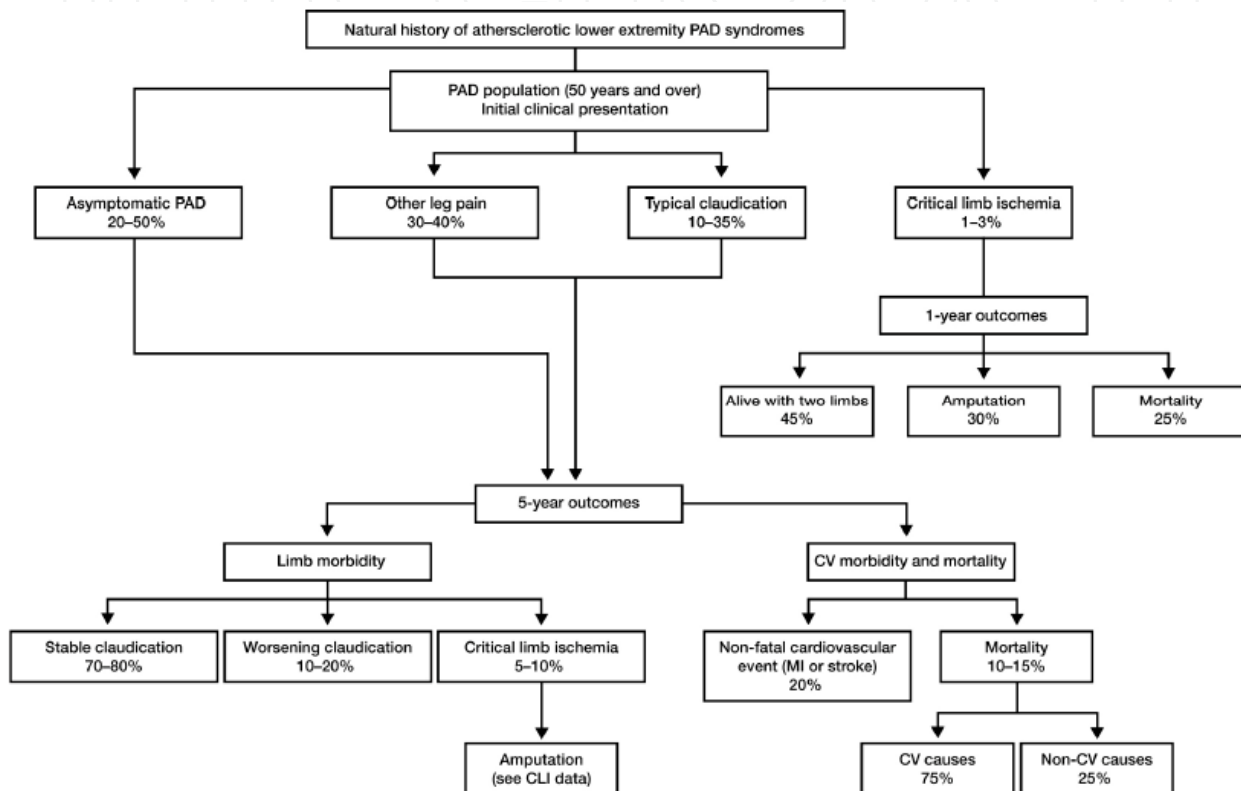 Natural history of athersclerotic lower extremity PAD syndromes
PAD population (50 years and over)
Initial clinical presentation
Asymptomatic PAD
20–50%
Other leg pain
30–40%
Typical claudication
10–35%
Critical limb ischemia
1–3%
1-year outcomes
Alive with two limbs
45%
Amputation
30%
Mortality
25%
5-year outcomes
Limb morbidity
CV morbidity and mortality
Stable claudication
70–80%
Worsening claudication
10–20%
Critical limb ischemia
5–10%
Non-fatal cardiovascular
event (MI or stroke)
20%
Mortality
10–15%
Amputation
(see CLI data)
CV causes
75%
Non-CV causes
25%